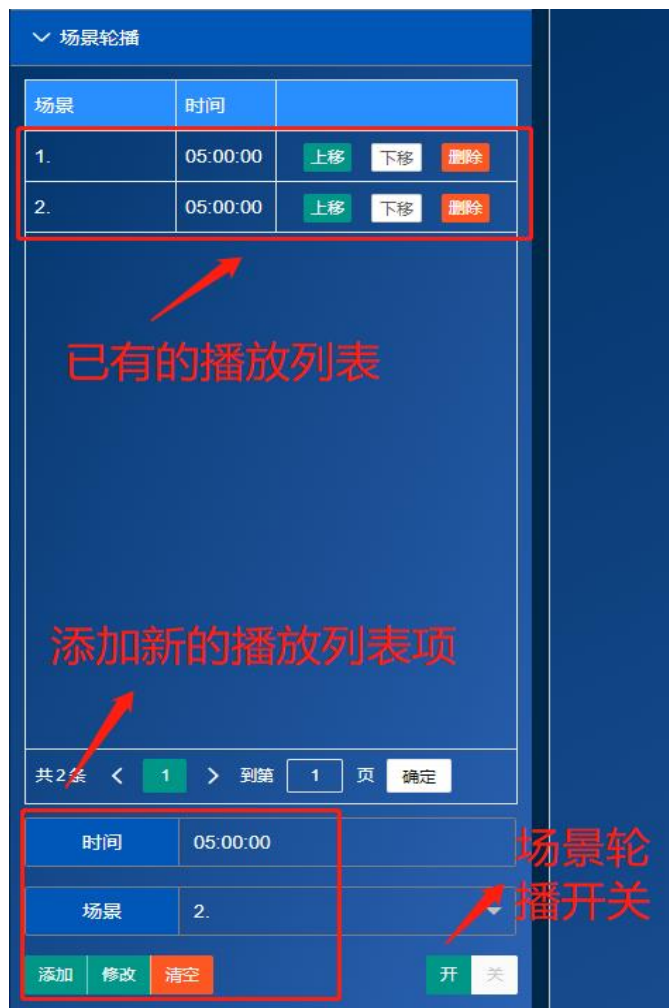 场景轮播
场景 时间
1. 05:00:00 上移 下移 删除
2. 05:00:00 上移 下移 删除
已有的播放列表
添加新的播放列表项
共2条 < 1 > 到第 1 页 确定
时间 05:00:00
场景 2.
场景轮
播开关
添加 修改 清空 开 关